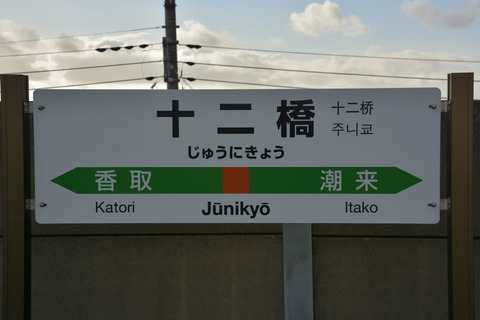 十二橋
十二桥
주니쿄
じゅうにきょう
香取 潮来
Katori Jūnikyō Itako